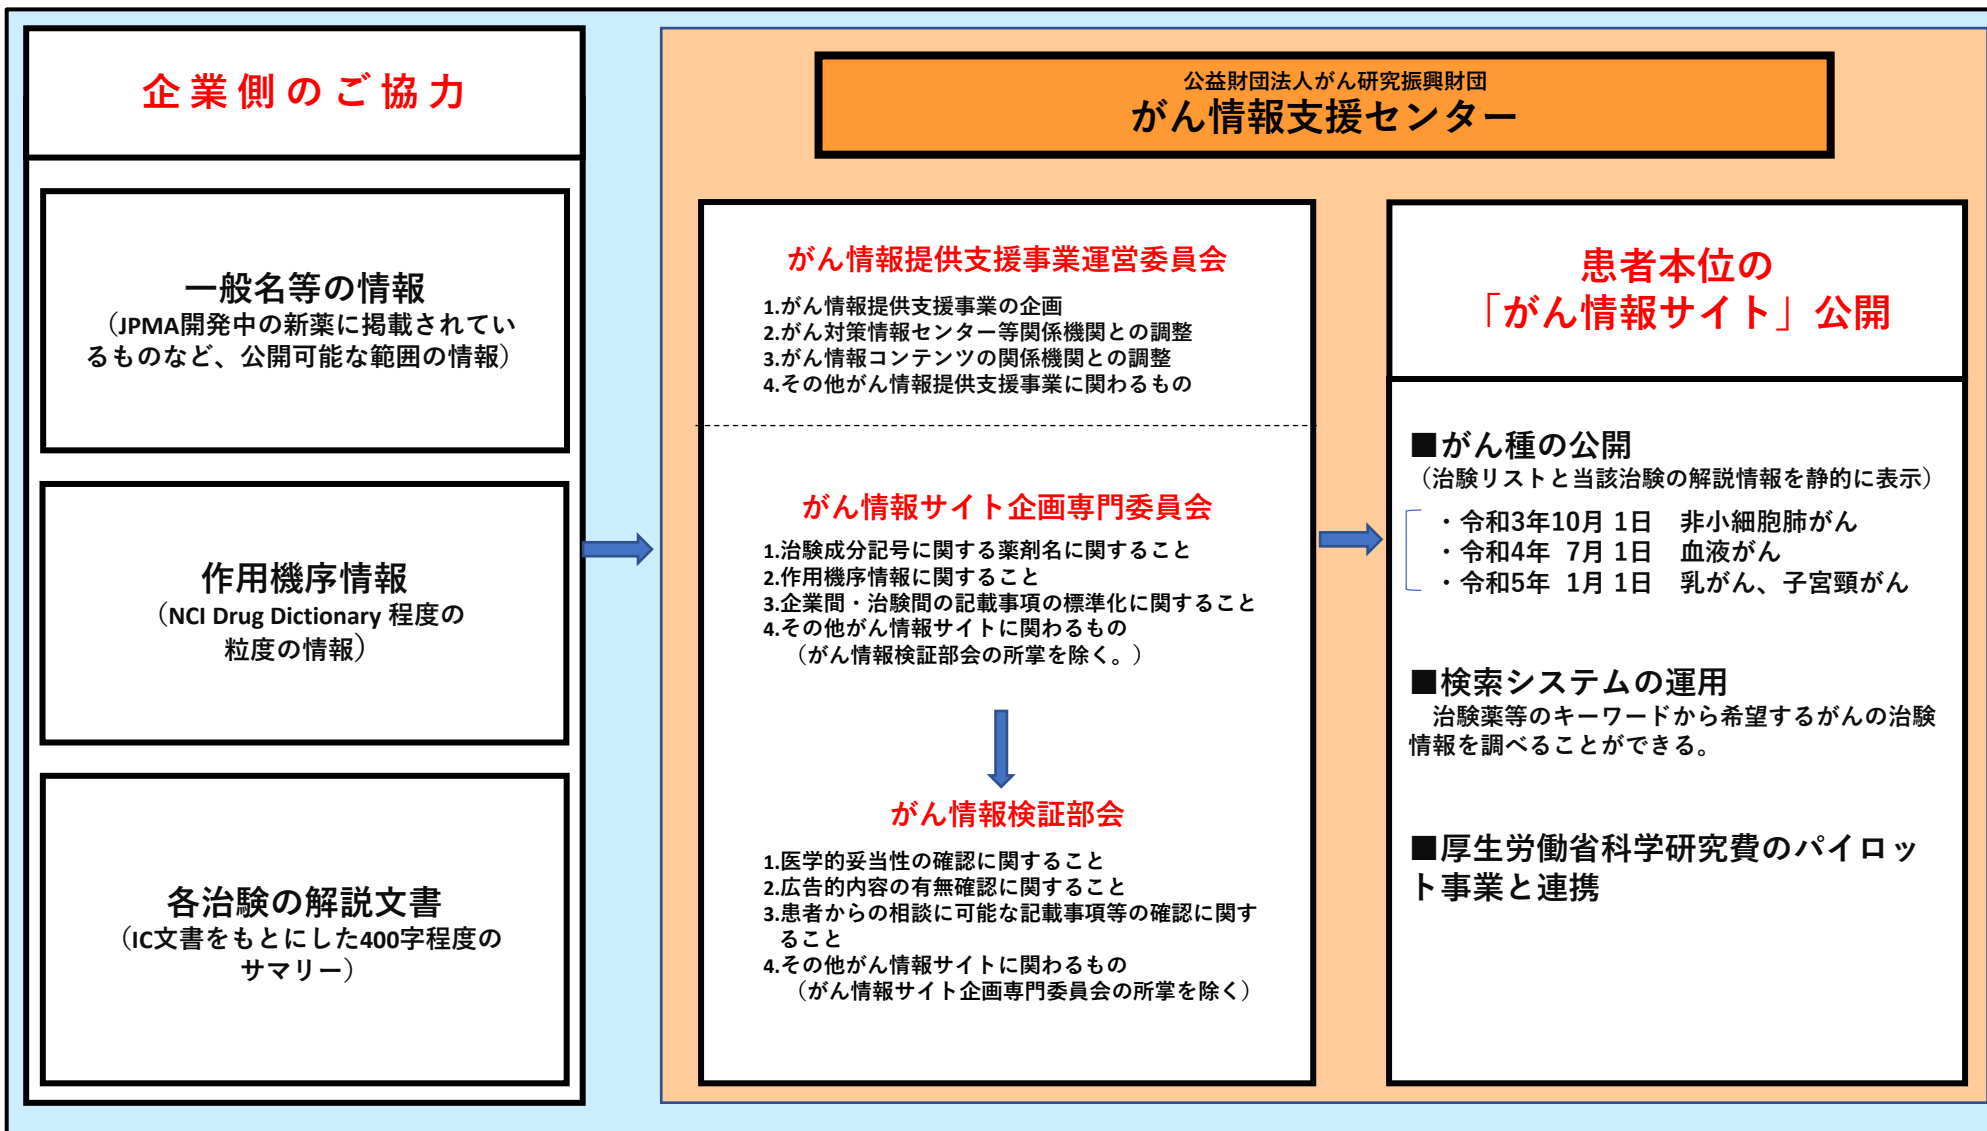 企業側のご協力
一般名等の情報
（JPMA開発中の新薬に掲載されてい
るものなど、公開可能な範囲の情報）
作用機序情報
（NCI Drug Dictionary 程度の
粒度の情報）
各治験の解説文書
（IC文書をもとにした400字程度の
サマリー）
公益財団法人がん研究振興財団
がん情報支援センター
がん情報提供支援事業運営委員会
1.がん情報提供支援事業の企画
2.がん対策情報センター等関係機関との調整
3.がん情報コンテンツの関係機関との調整
4.その他がん情報提供支援事業に関わるもの
がん情報サイト企画専門委員会
1.治験成分記号に関する薬剤名に関すること
2.作用機序情報に関すること
3.企業間・治験間の記載事項の標準化に関すること
4.その他がん情報サイトに関わるもの
（がん情報検証部会の所掌を除く。）
がん情報検証部会
1.医学的妥当性の確認に関すること
2.広告的内容の有無確認に関すること
3.患者からの相談に可能な記載事項等の確認に関す
ること
4.その他がん情報サイトに関わるもの
（がん情報サイト企画専門委員会の所掌を除く）
患者本位の
「がん情報サイト」公開
■がん種の公開
（治験リストと当該治験の解説情報を静的に表示）
・令和3年10月 1日　非小細胞肺がん
・令和4年 7月 1日　血液がん
・令和5年 1月 1日　乳がん、子宮頸がん
■検索システムの運用
治験薬等のキーワードから希望するがんの治験
情報を調べることができる。
■厚生労働省科学研究費のパイロッ
ト事業と連携